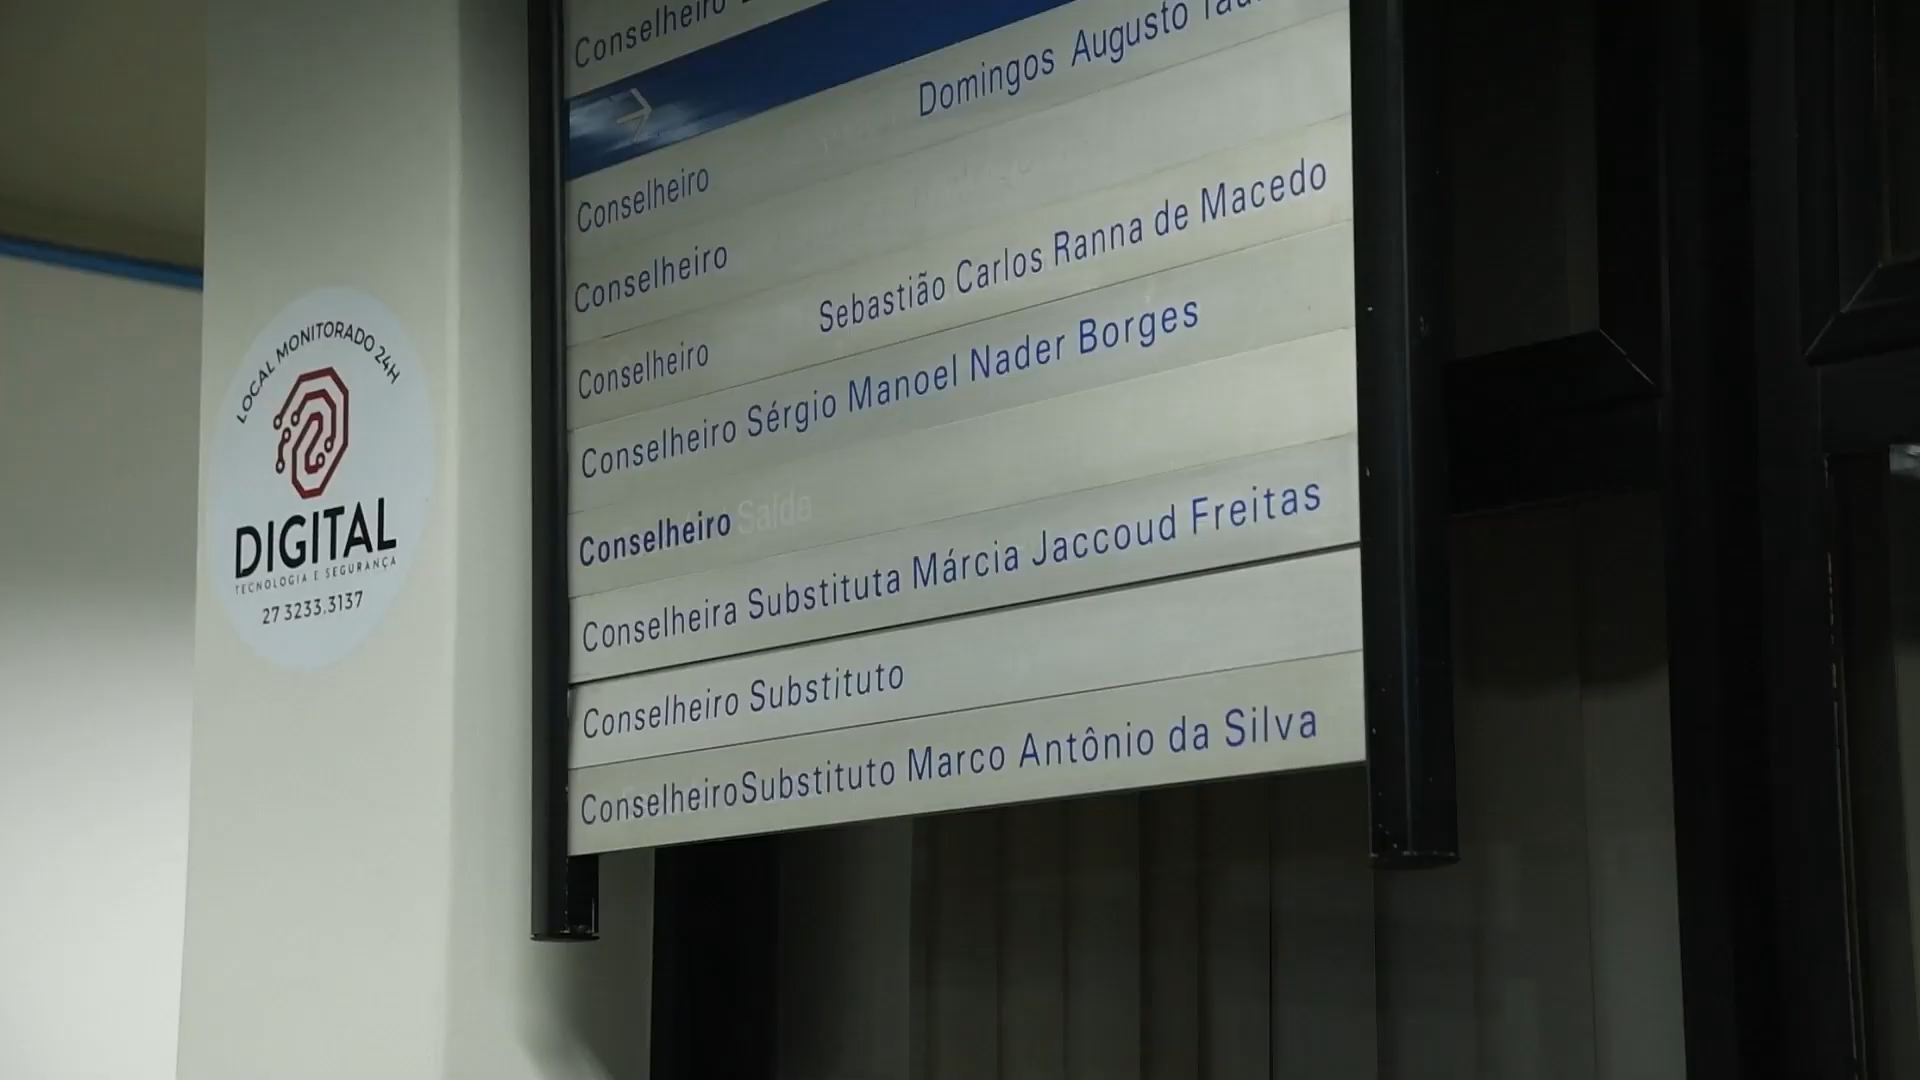 Conselheiro
Domingos Augusto
Conselheiro
Conselheiro
Sebastião Carlos Ranna de Macedo
Conselheiro
Conselheiro Sérgio Manoel Nader Borges
Conselheiro
Conselheira Substituta Márcia Jaccoud Freitas
Conselheiro Substituto
ConselheiroSubstituto Marco Antônio da Silva
LOCAL MONITORADO 24H
DIGITAL
TECNOLOGIA E SEGURANÇA
27 3233.3137